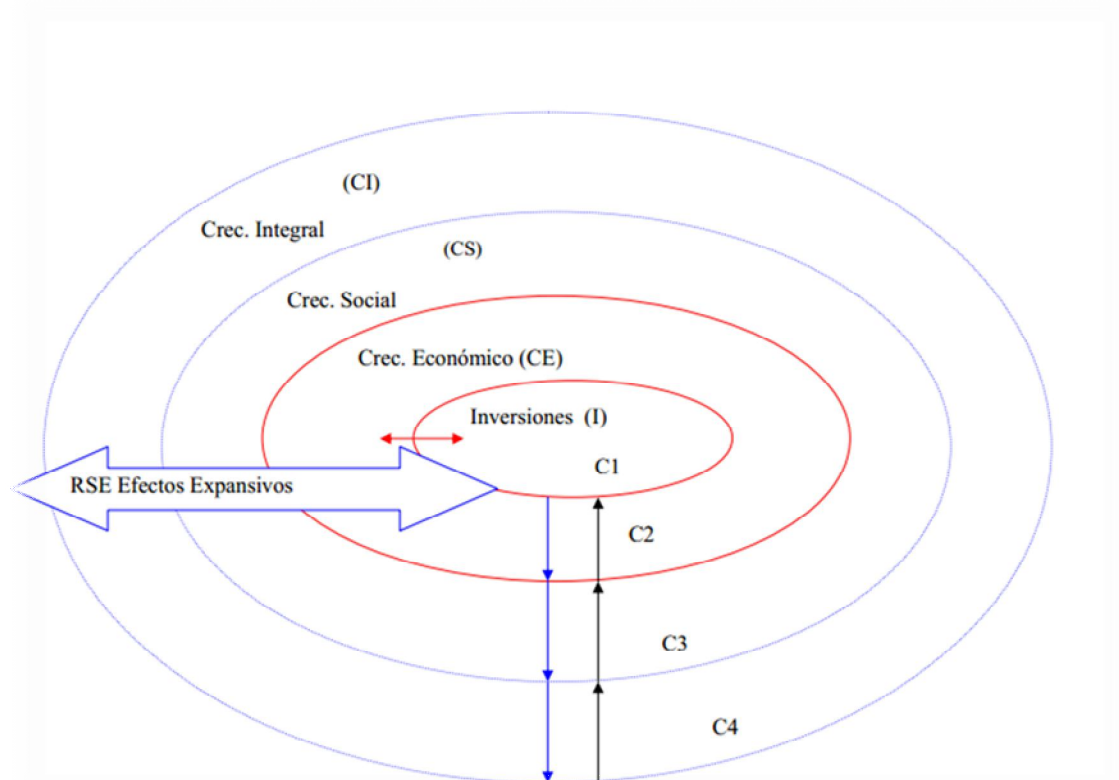 (CI)
Crec. Integral
(CS)
Crec. Social
Crec. Económico (CE)
Inversiones (I)
C1
RSE Efectos Expansivos
C2
C3
C4